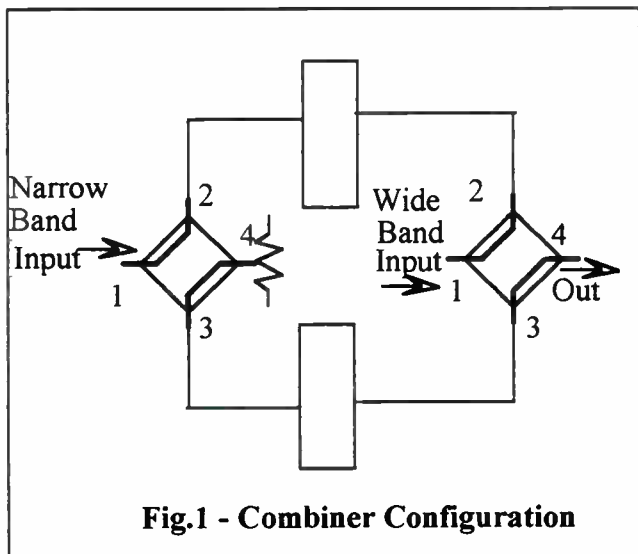 Narrow
Band
Input
1
2
3
4
Wide
Band
Input
1
2
3
4
Out
Fig.1 - Combiner Configuration